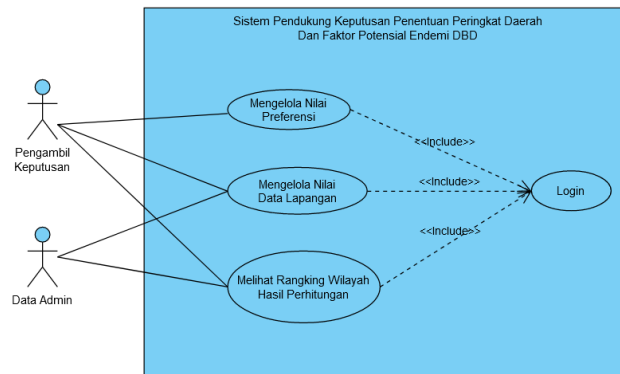 Sistem Pendukung Keputusan Penentuan Peringkat Daerah
Dan Faktor Potensial Endemi DBD
Mengelola Nilai
Preferensi
<<Include>>
Pengambil
Keputusan
Mengelola Nilai
Data Lapangan
<<Include>>
Login
<<Include>>
Melihat Rangking Wilayah
Hasil Perhitungan
Data Admin